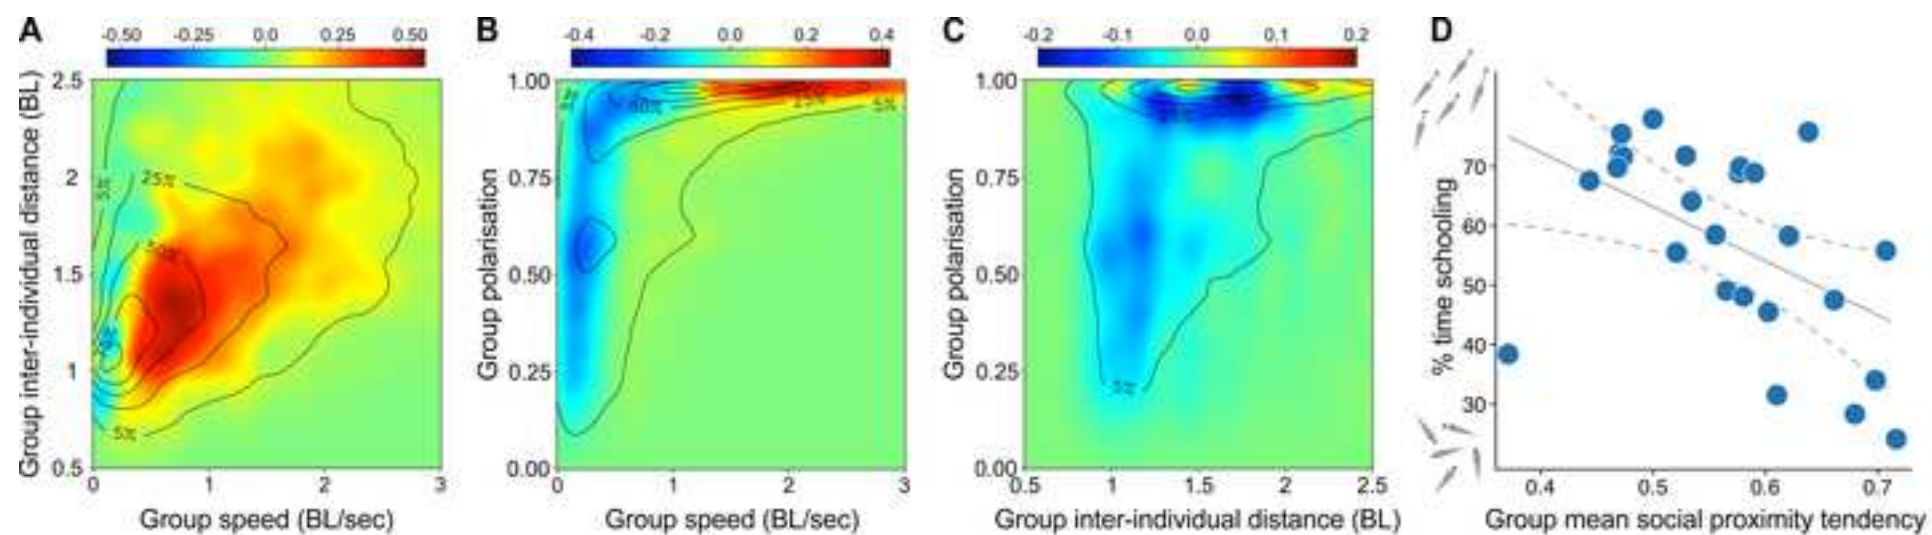 A
-0.50 -0.25 0.0 0.25 0.50
Group inter-individual distance (BL)
2.5
2
1.5
1
0.5
5%
25%
50%
5%
0 1 2 3
Group speed (BL/sec)
B
-0.4 -0.2 0.0 0.2 0.4
Group polarisation
1.00
0.75
0.50
0.25
0.00
5%
25%
5%
0 1 2 3
Group speed (BL/sec)
C
-0.2 -0.1 0.0 0.1 0.2
Group polarisation
1.00
0.75
0.50
0.25
0.00
5%
0.5 1 1.5 2 2.5
Group inter-individual distance (BL)
D
% time schooling
70
60
50
40
30
0.4 0.5 0.6 0.7
Group mean social proximity tendency